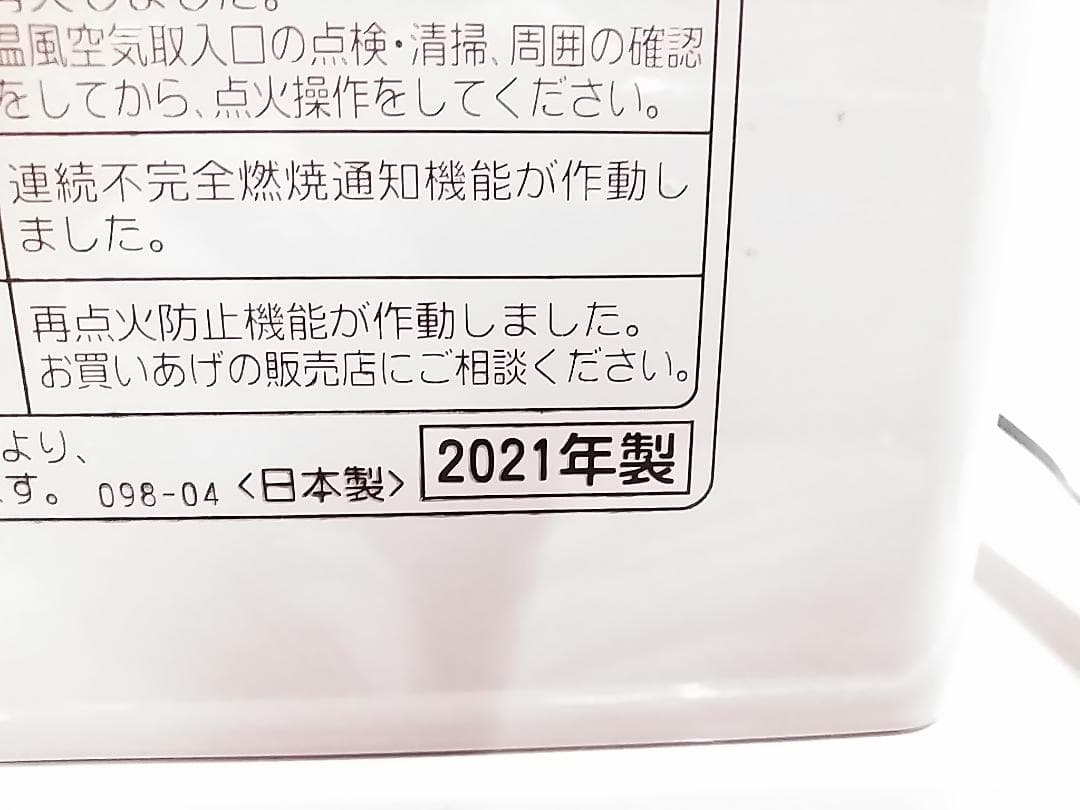 温風空気取入口の点検・清掃、周囲の確認
をしてから、点火操作をしてください。
連続不完全燃焼通知機能が作動し
ました。
再点火防止機能が作動しました。
お買いあげの販売店にご相談ください。
より、
ます。 098-04 <日本製> 2021年製